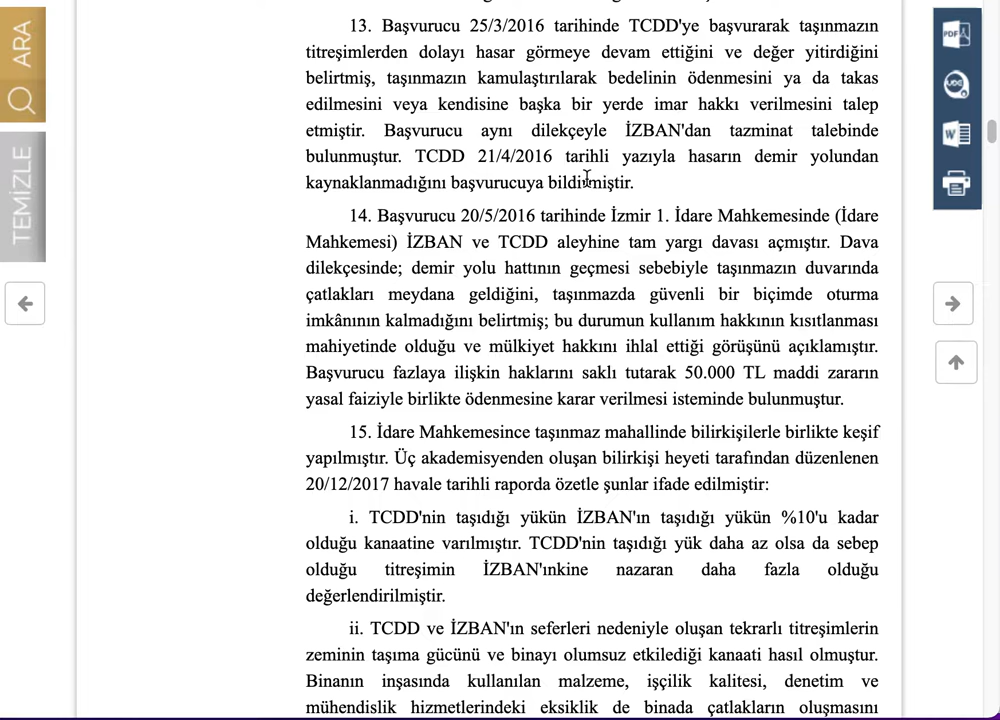 ARA
TEMİZLE
13. Başvurucu 25/3/2016 tarihinde TCDD'ye başvurarak taşınmazın
titreşimlerden dolayı hasar görmeye devam ettiğini ve değer yitirdiğini
belirtmiş, taşınmazın kamulaştırılarak bedelinin ödenmesini ya da takas
edilmesini veya kendisine başka bir yerde imar hakkı verilmesini talep
etmiştir. Başvurucu aynı dilekçeyle İZBAN'dan tazminat talebinde
bulunmuştur. TCDD 21/4/2016 tarihli yazıyla hasarın demir yolundan
kaynaklanmadığını başvurucuya bildirmiştir.
14. Başvurucu 20/5/2016 tarihinde İzmir 1. İdare Mahkemesinde (İdare
Mahkemesi) İZBAN ve TCDD aleyhine tam yargı davası açmıştır. Dava
dilekçesinde; demir yolu hattının geçmesi sebebiyle taşınmazın duvarında
çatlakları meydana geldiğini, taşınmazda güvenli bir biçimde oturma
imkânının kalmadığını belirtmiş; bu durumun kullanım hakkının kısıtlanması
mahiyetinde olduğu ve mülkiyet hakkını ihlal ettiği görüşünü açıklamıştır.
Başvurucu fazlaya ilişkin haklarını saklı tutarak 50.000 TL maddi zararın
yasal faiziyle birlikte ödenmesine karar verilmesi isteminde bulunmuştur.
15. İdare Mahkemesince taşınmaz mahallinde bilirkişilerle birlikte keşif
yapılmıştır. Üç akademisyenden oluşan bilirkişi heyeti tarafından düzenlenen
20/12/2017 havale tarihli raporda özetle şunlar ifade edilmiştir:
i. TCDD'nin taşıdığı yükün İZBAN'ın taşıdığı yükün %10'u kadar
olduğu kanaatine varılmıştır. TCDD'nin taşıdığı yük daha az olsa da sebep
olduğu titreşimin İZBAN'ınkine nazaran daha fazla olduğu
değerlendirilmiştir.
ii. TCDD ve İZBAN'ın seferleri nedeniyle oluşan tekrarlı titreşimlerin
zeminin taşıma gücünü ve binayı olumsuz etkilediği kanaati hasıl olmuştur.
Binanın inşasında kullanılan malzeme, işçilik kalitesi, denetim ve
mühendislik hizmetlerindeki eksiklik de binada çatlakların oluşmasını
PDF
UDF
W